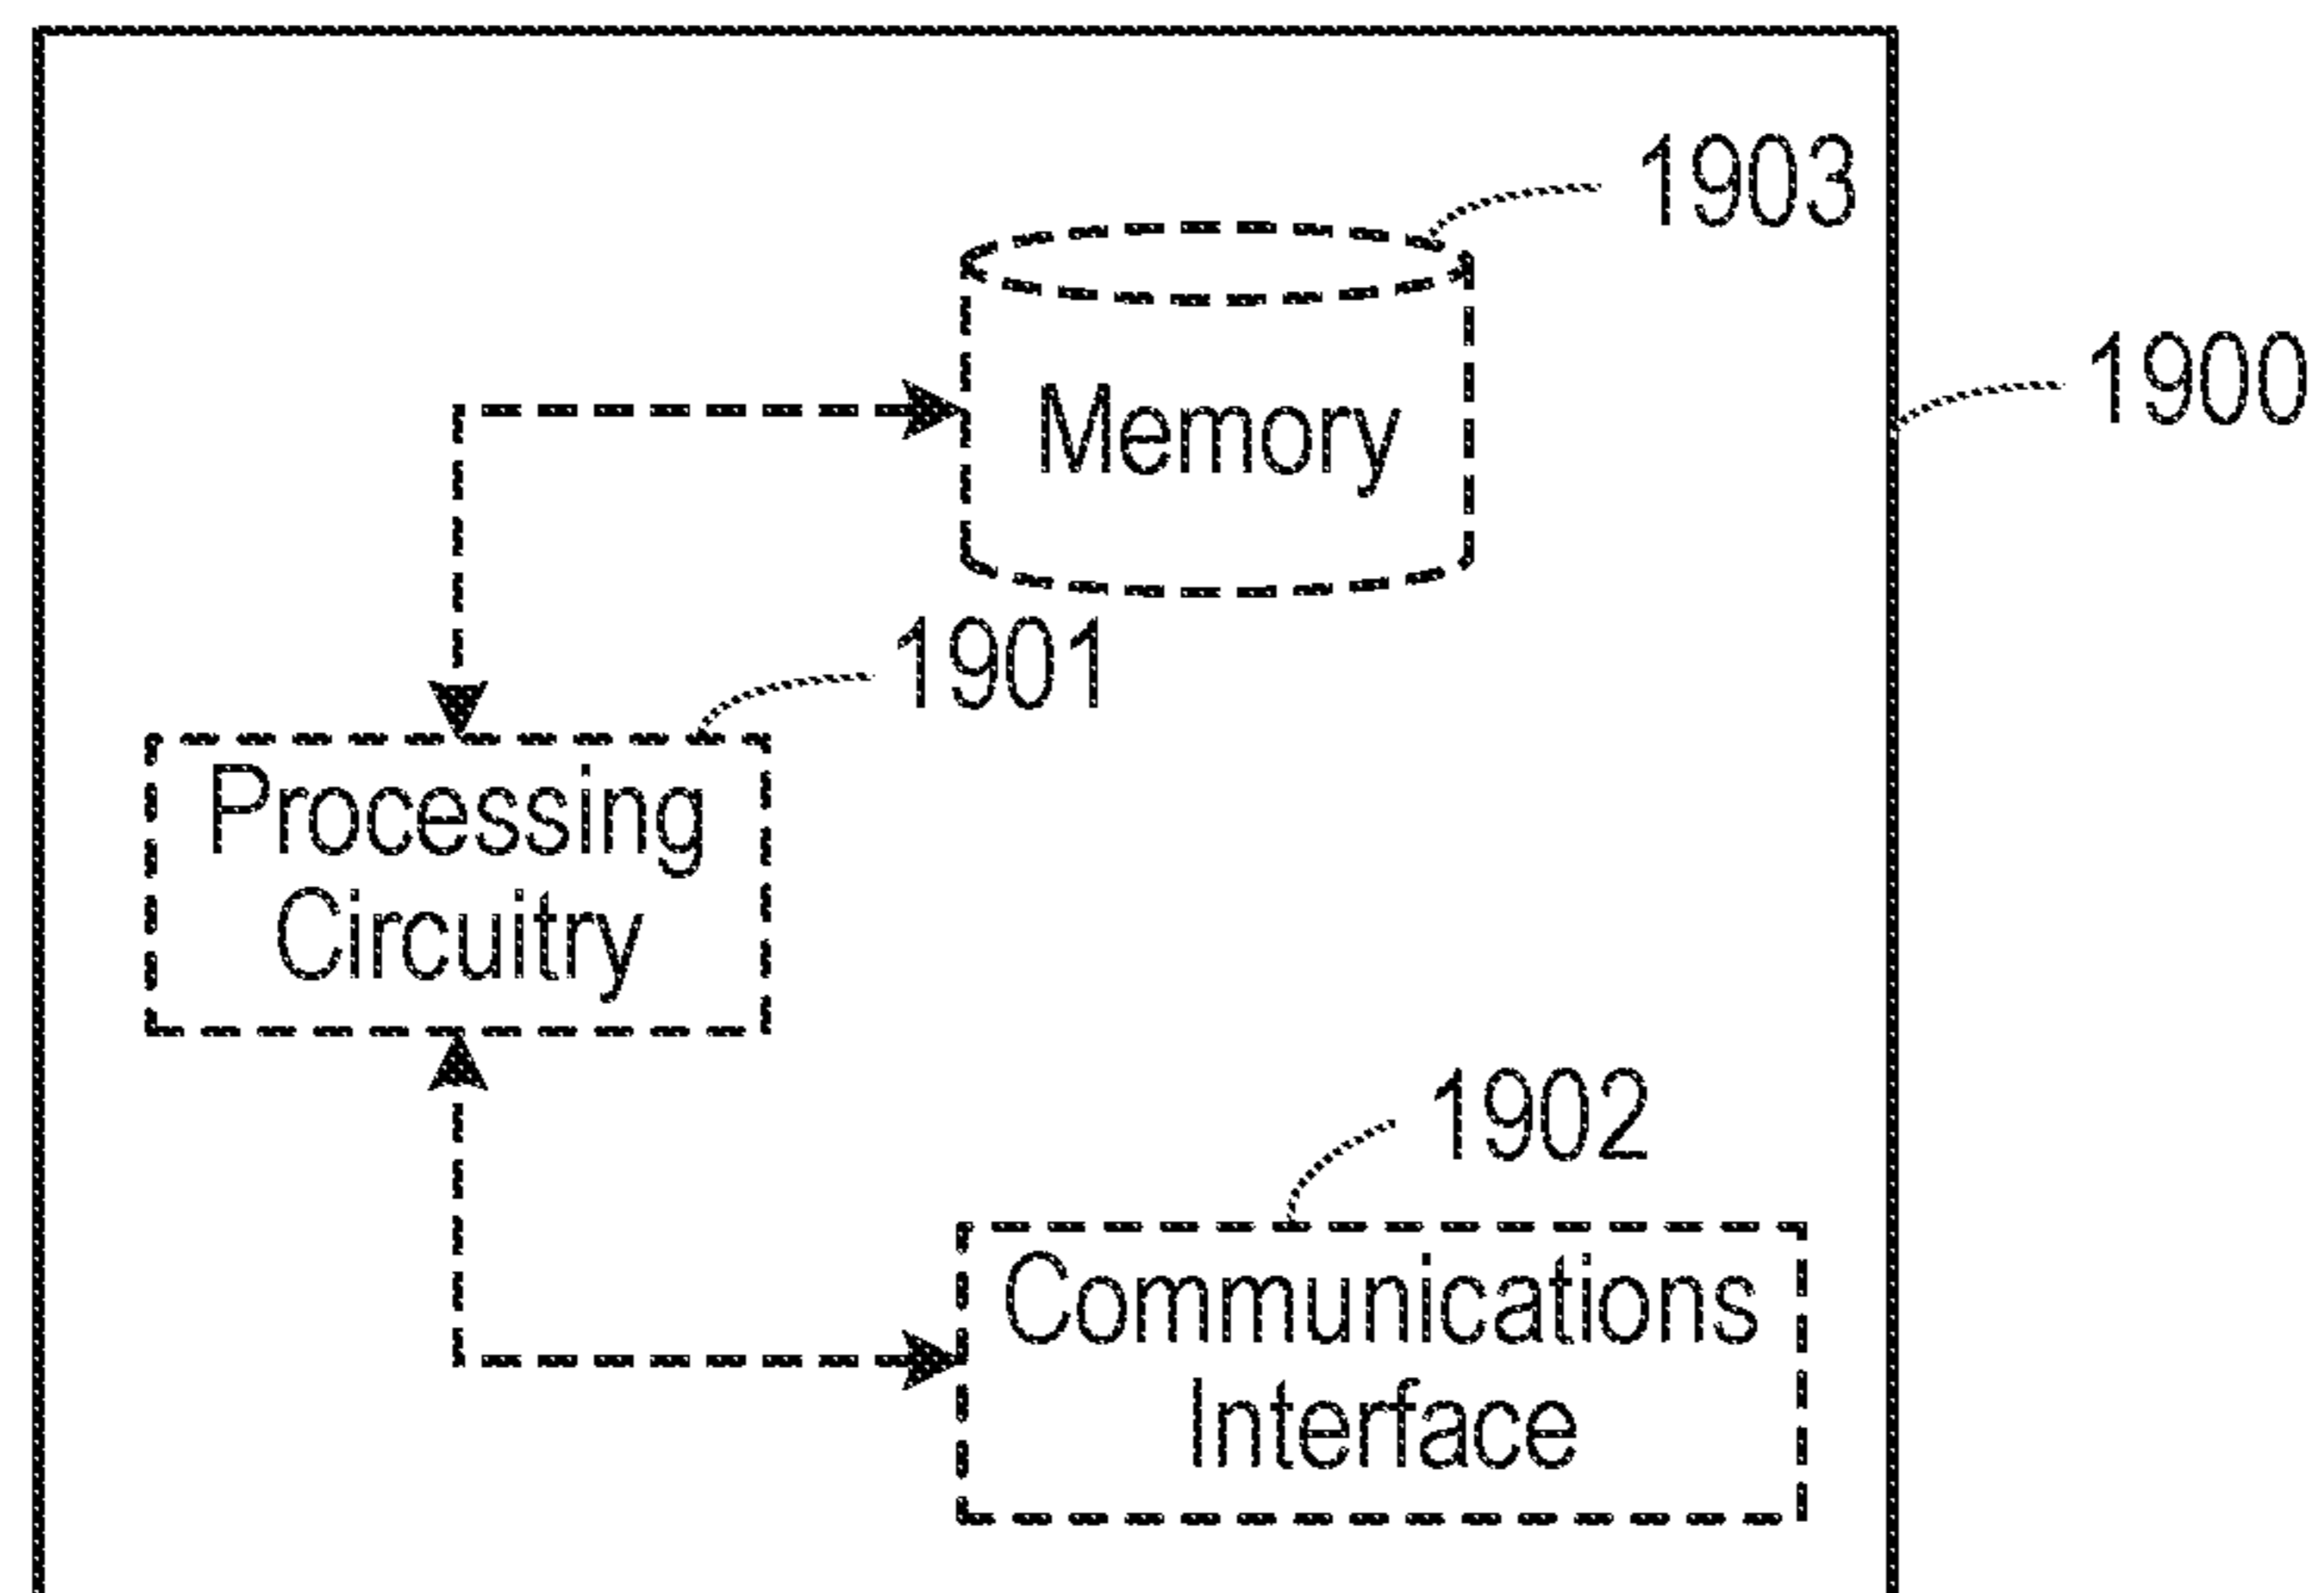 1903
1900
Memory
1901
Processing
Circuitry
1902
Communications
Interface